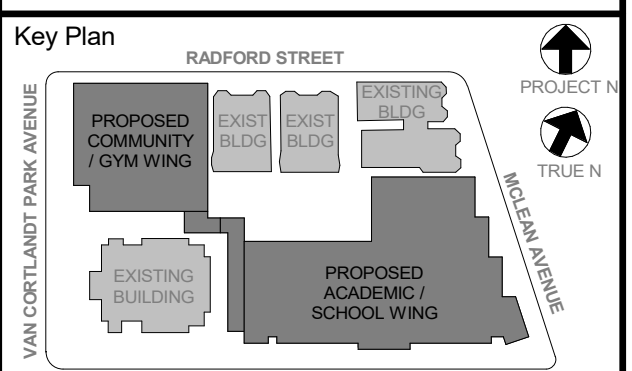 Key Plan
RADFORD STREET
PROJECT N
TRUE N
VAN CORTLANDT PARK AVENUE
PROPOSED
COMMUNITY
/ GYM WING
EXIST
BLDG
EXIST
BLDG
EXISTING
BLDG
MCLEAN AVENUE
EXISTING
BUILDING
PROPOSED
ACADEMIC /
SCHOOL WING